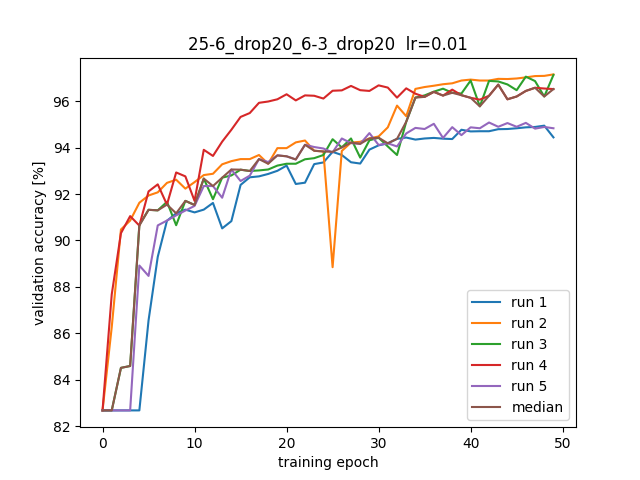 25-6_drop20_6-3_drop20  lr=0.01
validation accuracy [%]
96
94
92
90
88
86
84
82
0
10
20
30
40
50
training epoch
run 1
run 2
run 3
run 4
run 5
median